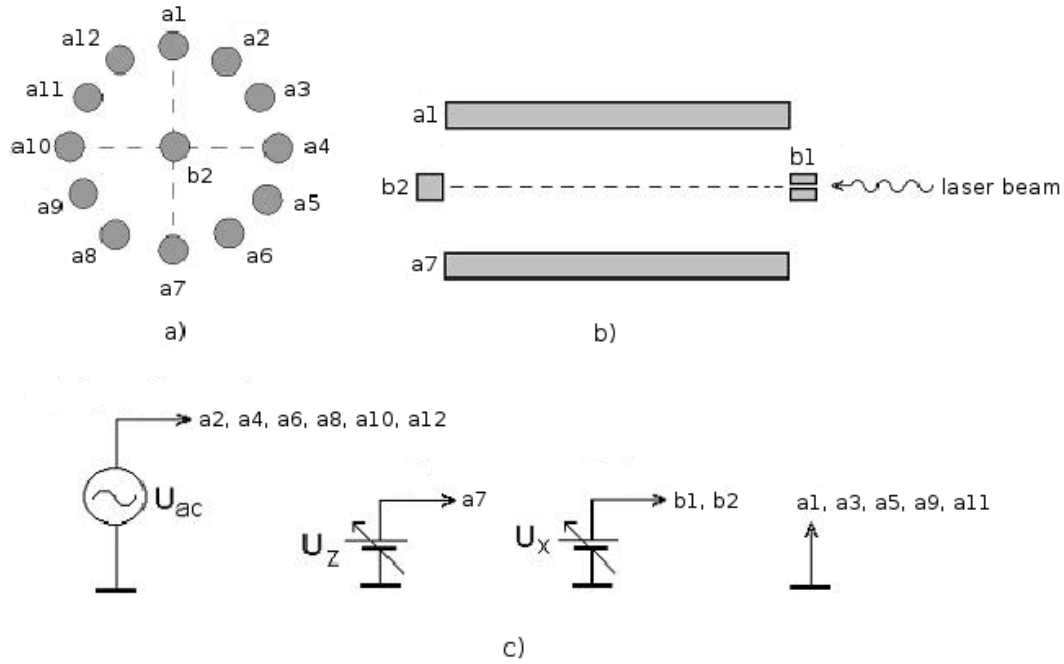 a1
a12
a2
a11
a3
a10
b2
a4
a9
a5
a8
a6
a7
a)
a1
b1
b2
laser beam
a7
b)
a2, a4, a6, a8, a10, a12
Uac
a7
Uz
b1, b2
Ux
a1, a3, a5, a9, a11
c)